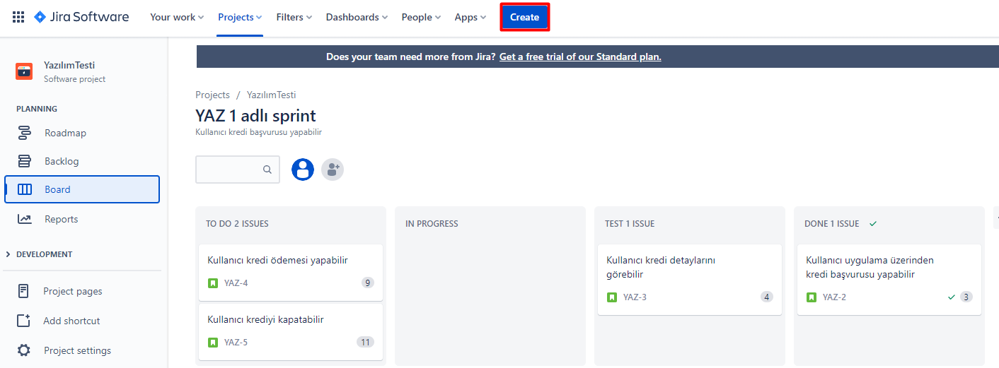 Jira Software Your work Projects Filters Dashboards People Apps Create
Does your team need more from Jira? Get a free trial of our Standard plan.
YazılımTesti
Software project
PLANNING
Roadmap
Backlog
Board
Reports
DEVELOPMENT
Project pages
Add shortcut
Project settings
Projects / YazılımTesti
YAZ 1 adlı sprint
Kullanıcı kredi başvurusu yapabilir
TO DO 2 ISSUES
Kullanıcı kredi ödemesi yapabilir
YAZ-4 9
Kullanıcı krediyi kapatabilir
YAZ-5 11
IN PROGRESS
TEST 1 ISSUE
Kullanıcı kredi detaylarını
görebilir
YAZ-3 4
DONE 1 ISSUE
Kullanıcı uygulama üzerinden
kredi başvurusu yapabilir
YAZ-2 3